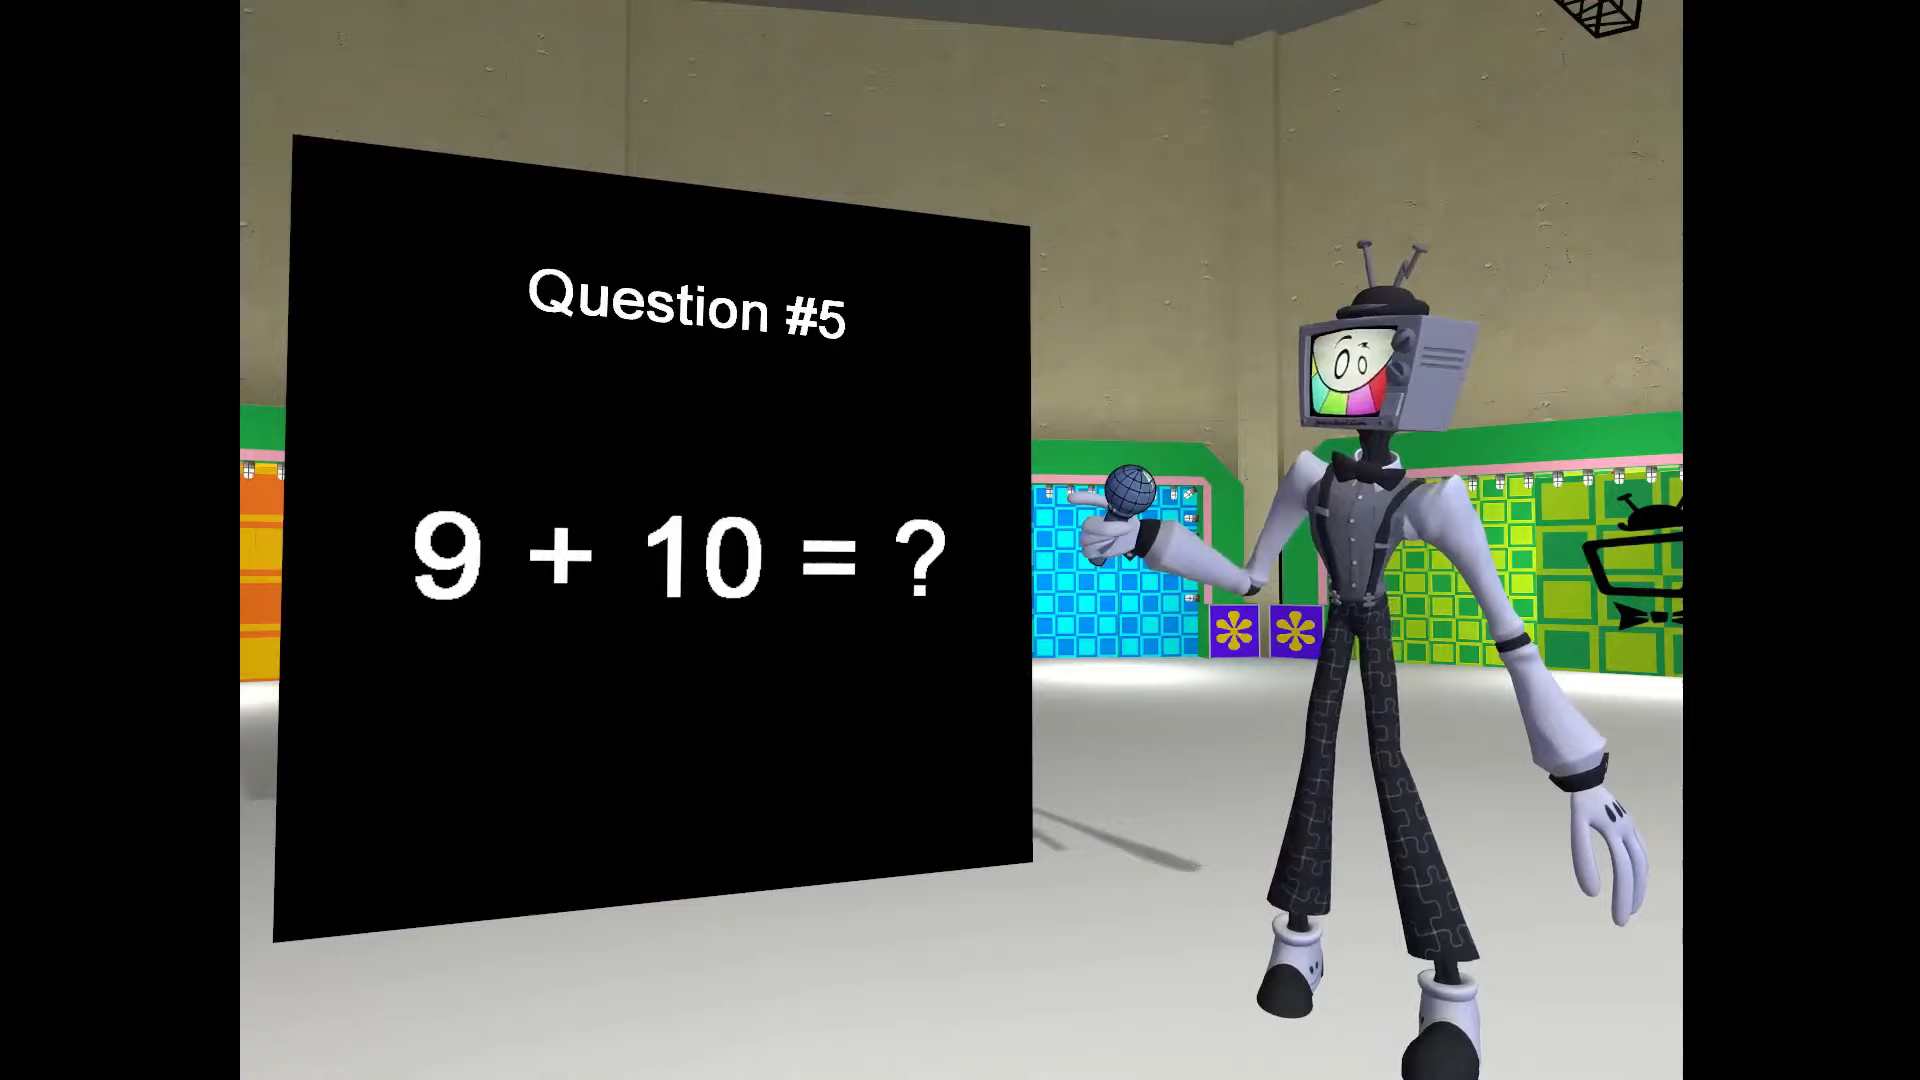 Question #5
9 + 10 = ?